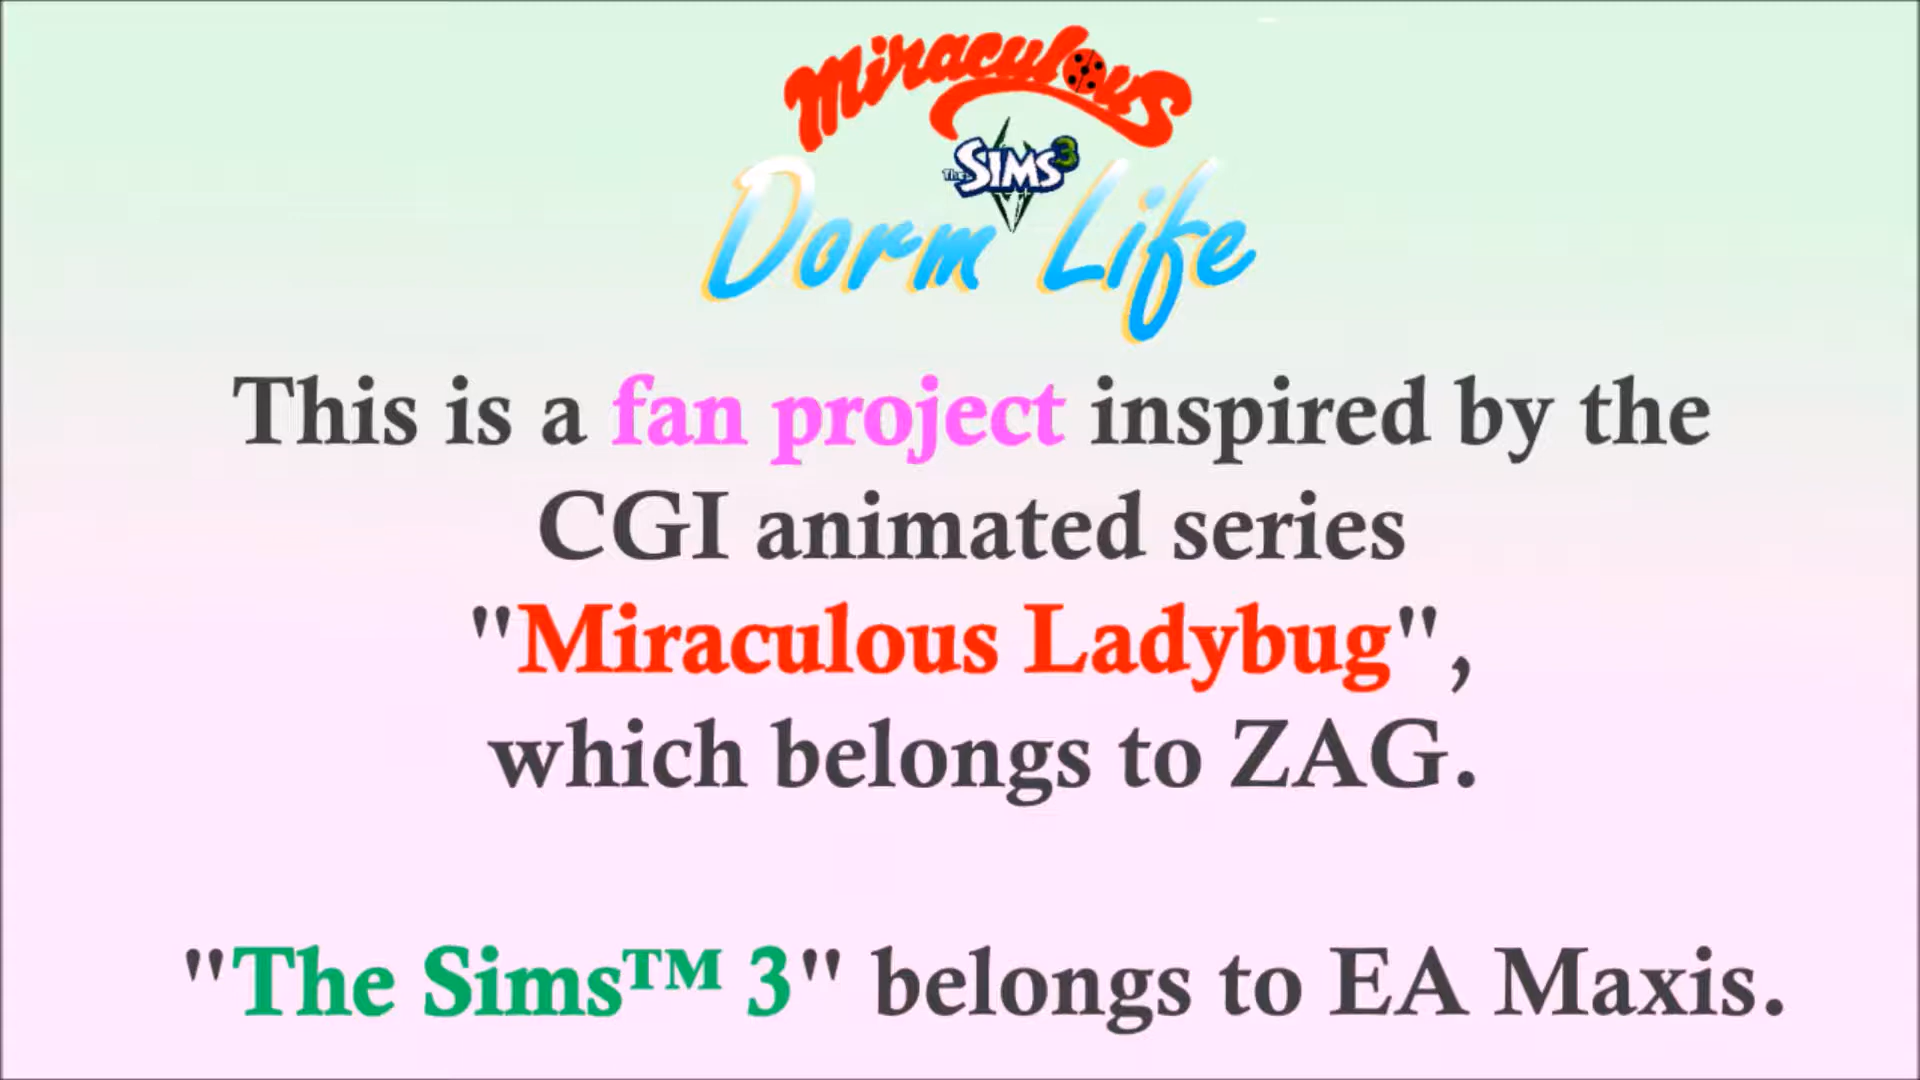 Miraculous
The Sims 3
Dorm Life
This is a fan project inspired by the
CGI animated series
"Miraculous Ladybug",
which belongs to ZAG.
"The Sims™ 3" belongs to EA Maxis.